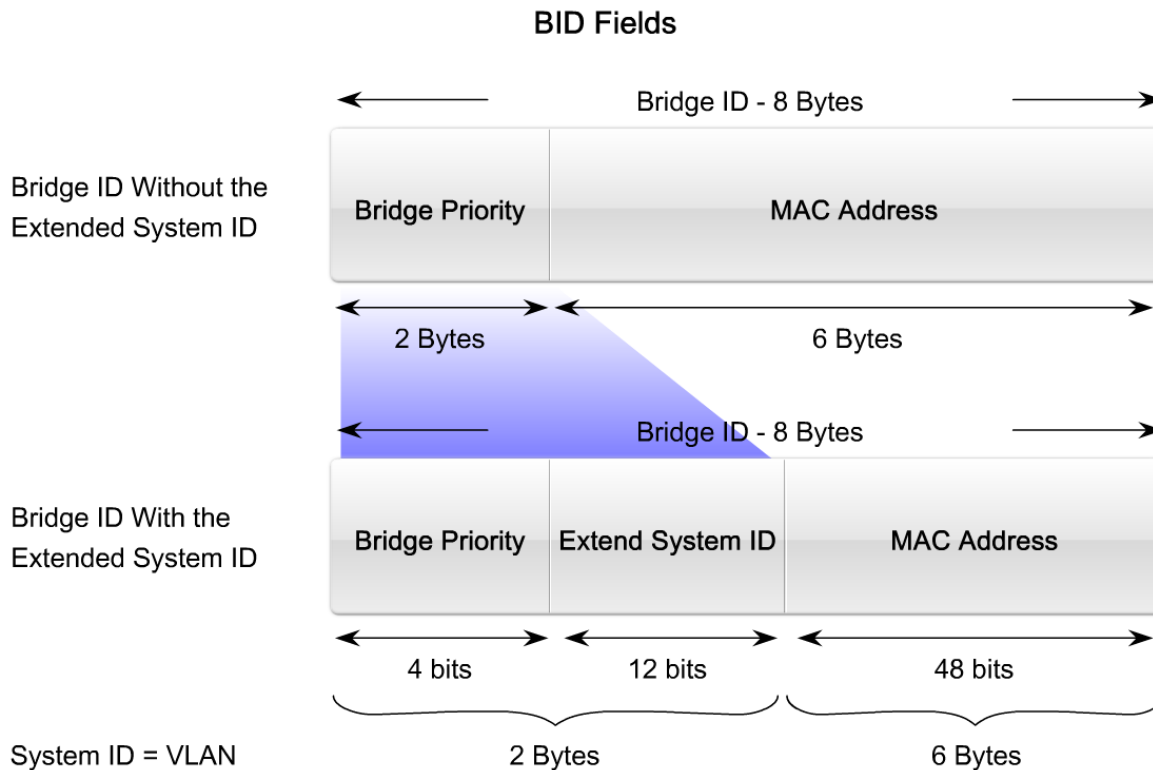 BID Fields
Bridge ID - 8 Bytes
Bridge ID Without the
Extended System ID
Bridge Priority
MAC Address
2 Bytes
6 Bytes
Bridge ID - 8 Bytes
Bridge ID With the
Extended System ID
Bridge Priority
Extend System ID
MAC Address
4 bits
12 bits
48 bits
System ID = VLAN
2 Bytes
6 Bytes